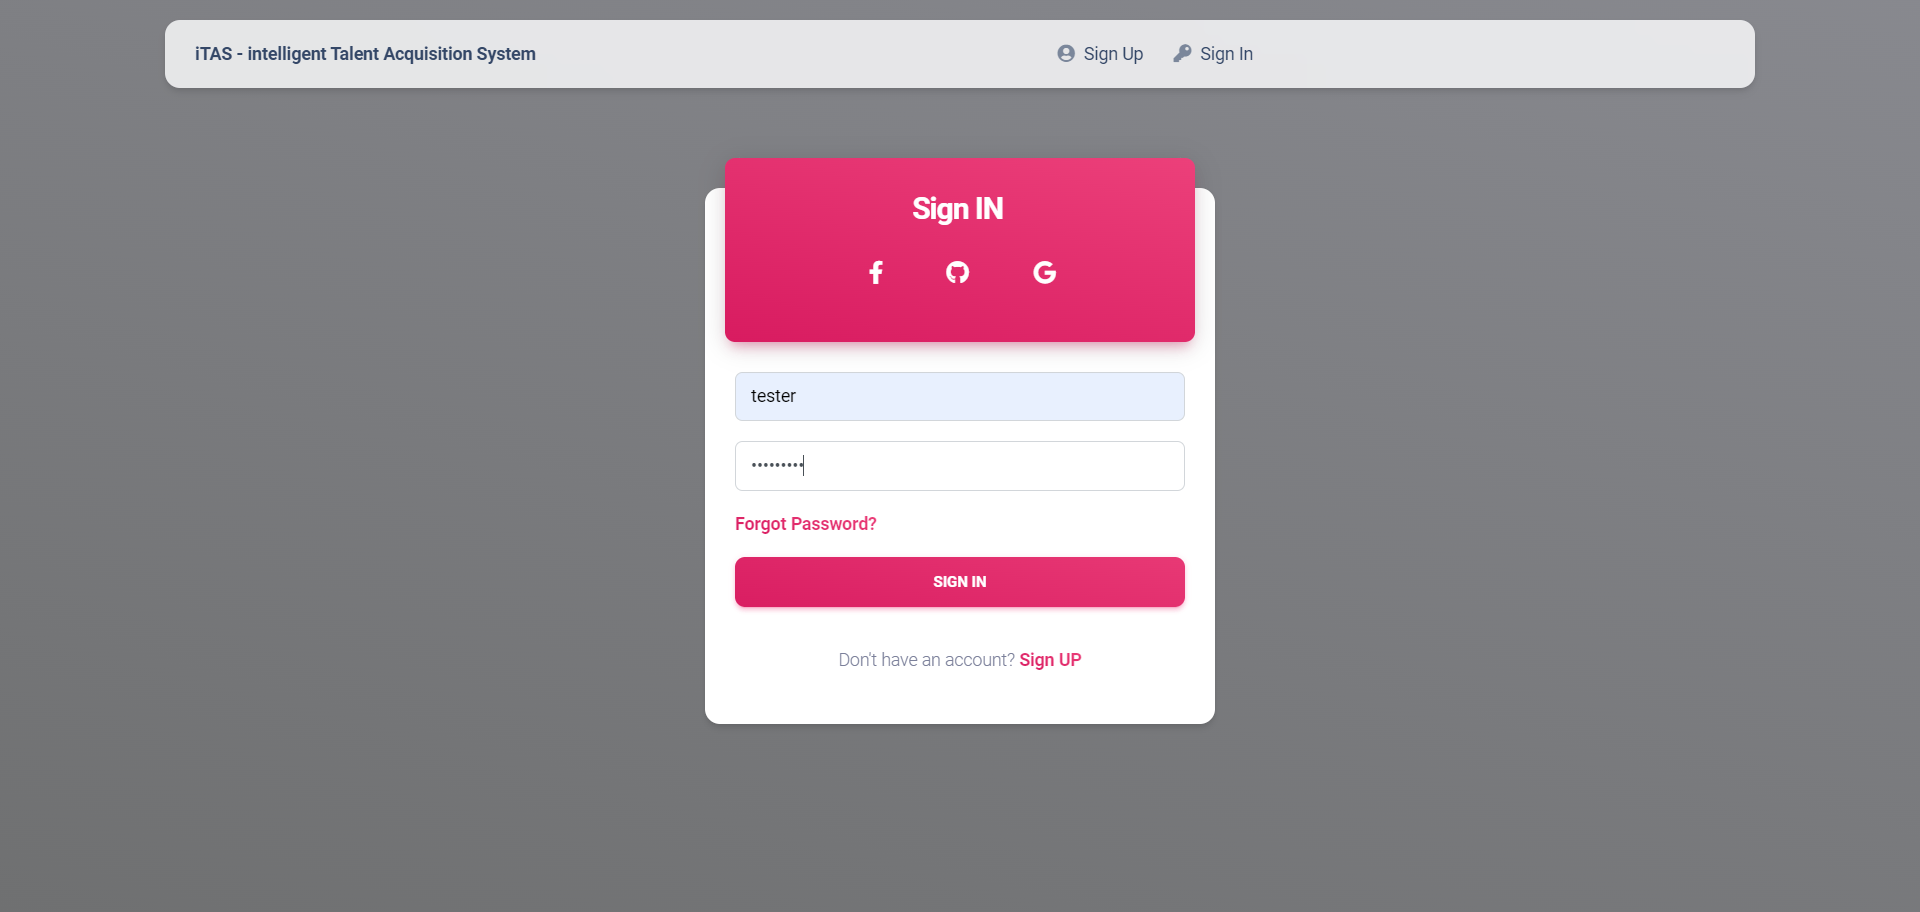 iTAS - intelligent Talent Acquisition System
Sign Up
Sign In
Sign IN
tester
•••••••••
Forgot Password?
SIGN IN
Don't have an account? Sign UP